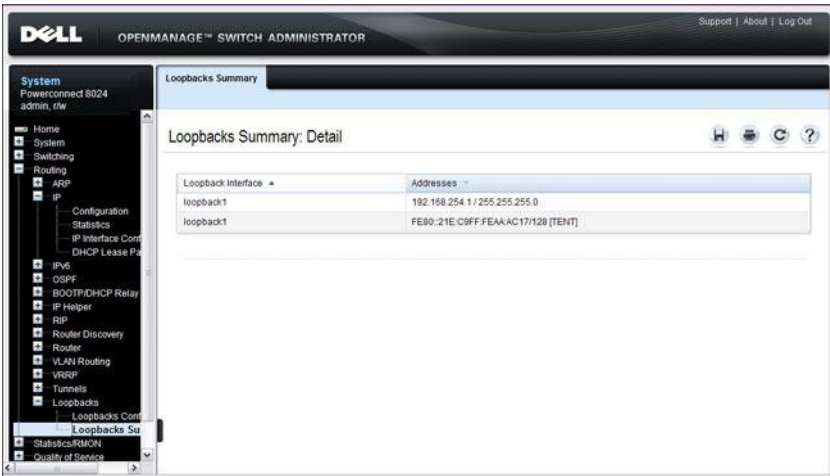 Support | About | Log Out
DELL
OPENMANAGE™ SWITCH ADMINISTRATOR
System
Powerconnect 8024
admin, r/w
Loopbacks Summary
Home
System
Switching
Routing
ARP
IP
Configuration
Statistics
IP Interface Conf
DHCP Lease Pa
IPv6
OSPF
BOOTP/DHCP Relay
IP Helper
RIP
Router Discovery
Router
VLAN Routing
VRRP
Tunnels
Loopbacks
Loopbacks Conf
Loopbacks Su
Statistics/RMON
Quality of Service
Loopbacks Summary: Detail
Loopback Interface Addresses
loopback1 192.168.254.1 / 255.255.255.0
loopback1 FE80::21E:C9FF:FEAA:AC17/128 [TENT]